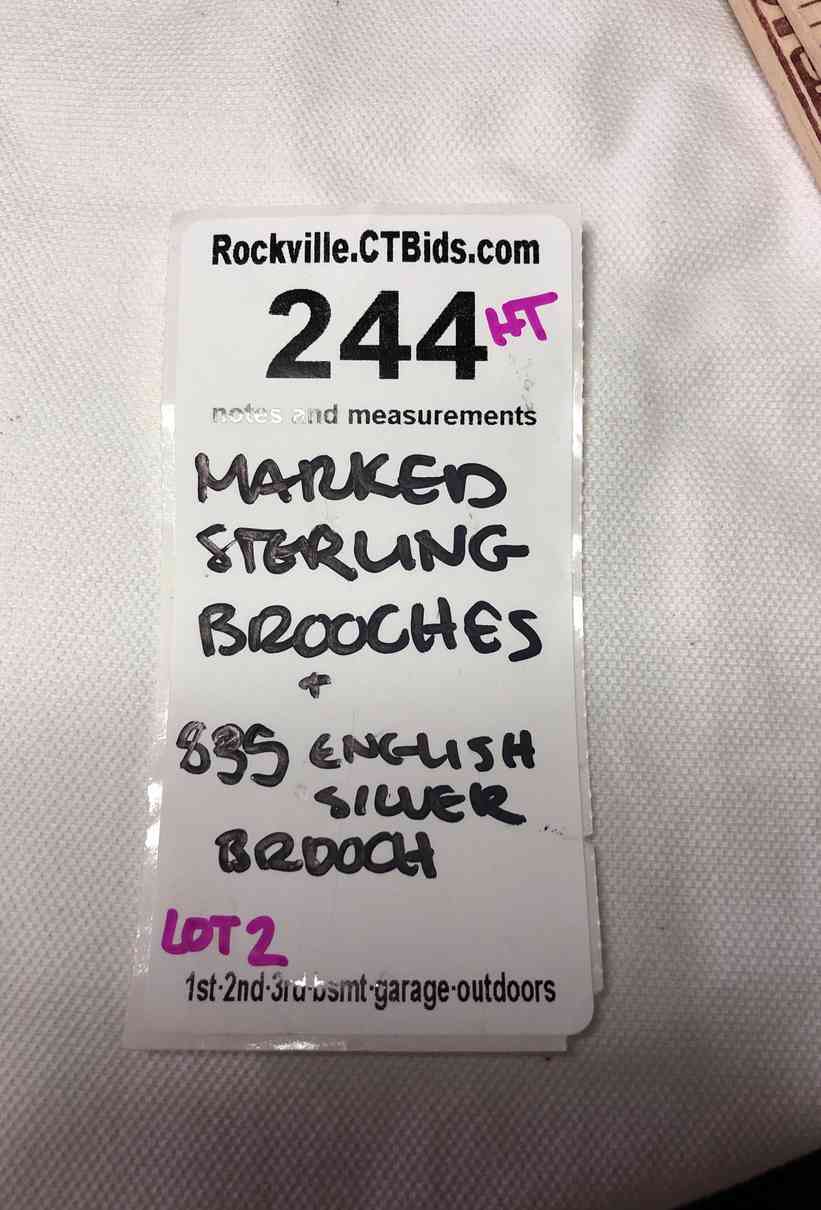 Rockville.CTBids.com
244 HT
notes and measurements
MARKED
STERLING
BROOCHES
+
835 ENGLISH
SILVER
BROOCH
LOT 2
1st·2nd·3rd·bsmt·garage·outdoors